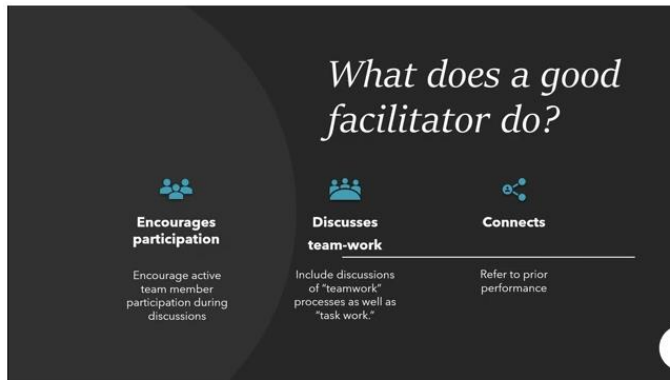 What does a good
facilitator do?
Encourages
participation
Encourage active
team member
participation during
discussions
Discusses
team-work
Include discussions
of "teamwork"
processes as well as
"task work."
Connects
Refer to prior
performance